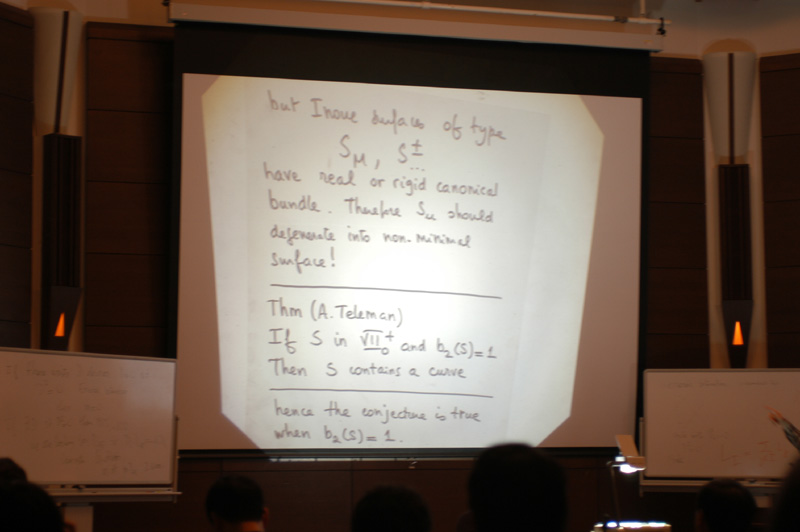 but Inoue surfaces of type
S_M, S^±...
have real or rigid canonical
bundle. Therefore S_u should
degenerate into non-minimal
surface!
Thm (A. Teleman)
If S in VII_0^+ and b_2(S)=1
Then S contains a curve
hence the conjecture is true
when b_2(S)=1.